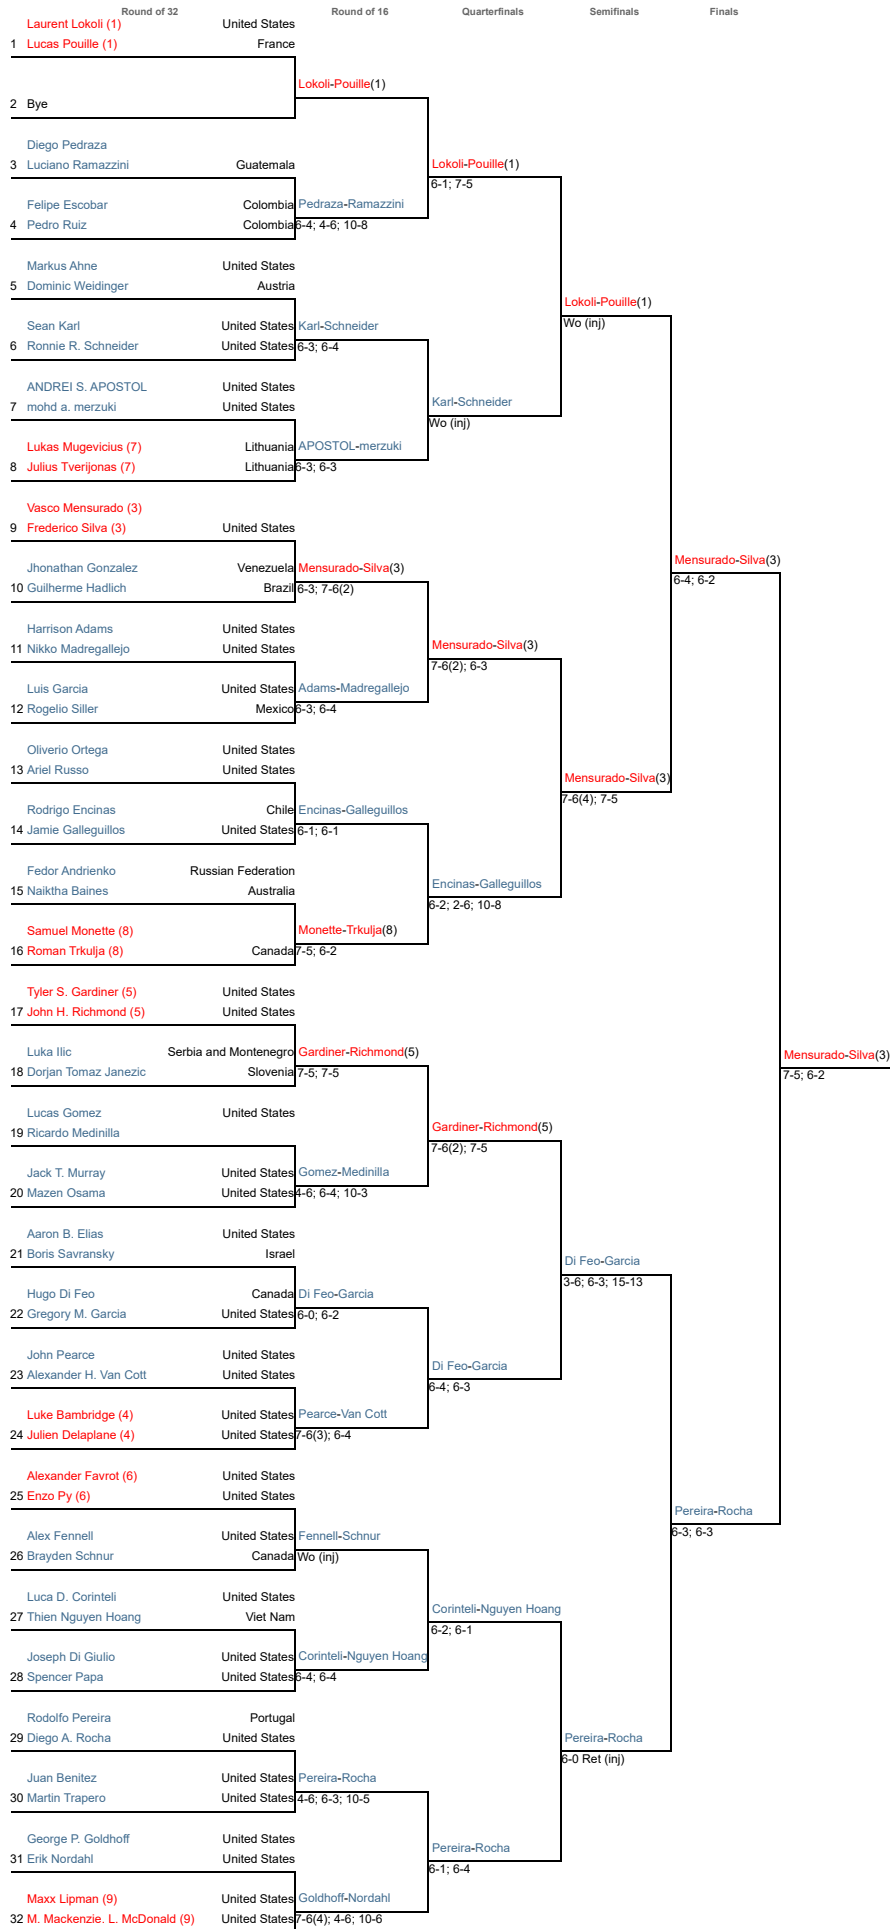 Round of 32 Round of 16 Quarterfinals Semifinals Finals
Laurent Lokoli (1) United States
1 Lucas Pouille (1) France
Lokoli-Pouille(1)
2 Bye
Diego Pedraza
3 Luciano Ramazzini Guatemala
Lokoli-Pouille(1)
6-1; 7-5
Felipe Escobar Colombia Pedraza-Ramazzini
4 Pedro Ruiz Colombia 6-4; 4-6; 10-8
Markus Ahne United States
5 Dominic Weidinger Austria
Lokoli-Pouille(1)
Wo (inj)
Sean Karl United States Karl-Schneider
6 Ronnie R. Schneider United States 6-3; 6-4
ANDREI S. APOSTOL United States
7 mohd a. merzuki United States
Karl-Schneider
Wo (inj)
Lukas Mugevicius (7) Lithuania APOSTOL-merzuki
8 Julius Tverijonas (7) Lithuania 6-3; 6-3
Vasco Mensurado (3)
9 Frederico Silva (3) United States
Mensurado-Silva(3)
6-4; 6-2
Jhonathan Gonzalez Venezuela Mensurado-Silva(3)
10 Guilherme Hadlich Brazil 6-3; 7-6(2)
Harrison Adams United States
11 Nikko Madregallejo United States
Mensurado-Silva(3)
7-6(2); 6-3
Luis Garcia United States Adams-Madregallejo
12 Rogelio Siller Mexico 6-3; 6-4
Oliverio Ortega United States
13 Ariel Russo United States
Mensurado-Silva(3)
7-6(4); 7-5
Rodrigo Encinas Chile Encinas-Galleguillos
14 Jamie Galleguillos United States 6-1; 6-1
Fedor Andrienko Russian Federation
15 Naiktha Baines Australia
Encinas-Galleguillos
6-2; 2-6; 10-8
Samuel Monette (8) Monette-Trkulja(8)
16 Roman Trkulja (8) Canada 7-5; 6-2
Tyler S. Gardiner (5) United States
17 John H. Richmond (5) United States
Mensurado-Silva(3)
7-5; 6-2
Luka Ilic Serbia and Montenegro Gardiner-Richmond(5)
18 Dorjan Tomaz Janezic Slovenia 7-5; 7-5
Lucas Gomez United States
19 Ricardo Medinilla
Gardiner-Richmond(5)
7-6(2); 7-5
Jack T. Murray United States Gomez-Medinilla
20 Mazen Osama United States 4-6; 6-4; 10-3
Aaron B. Elias United States
21 Boris Savransky Israel
Di Feo-Garcia
3-6; 6-3; 15-13
Hugo Di Feo Canada Di Feo-Garcia
22 Gregory M. Garcia United States 6-0; 6-2
John Pearce United States
23 Alexander H. Van Cott United States
Di Feo-Garcia
6-4; 6-3
Luke Bambridge (4) United States Pearce-Van Cott
24 Julien Delaplane (4) United States 7-6(3); 6-4
Alexander Favrot (6) United States
25 Enzo Py (6) United States
Pereira-Rocha
6-3; 6-3
Alex Fennell United States Fennell-Schnur
26 Brayden Schnur Canada Wo (inj)
Luca D. Corinteli United States
27 Thien Nguyen Hoang Viet Nam
Corinteli-Nguyen Hoang
6-2; 6-1
Joseph Di Giulio United States Corinteli-Nguyen Hoang
28 Spencer Papa United States 6-4; 6-4
Rodolfo Pereira Portugal
29 Diego A. Rocha United States
Pereira-Rocha
6-0 Ret (inj)
Juan Benitez United States Pereira-Rocha
30 Martin Trapero United States 4-6; 6-3; 10-5
George P. Goldhoff United States
31 Erik Nordahl United States
Pereira-Rocha
6-1; 6-4
Maxx Lipman (9) United States Goldhoff-Nordahl
32 M. Mackenzie. L. McDonald (9) United States 7-6(4); 4-6; 10-6